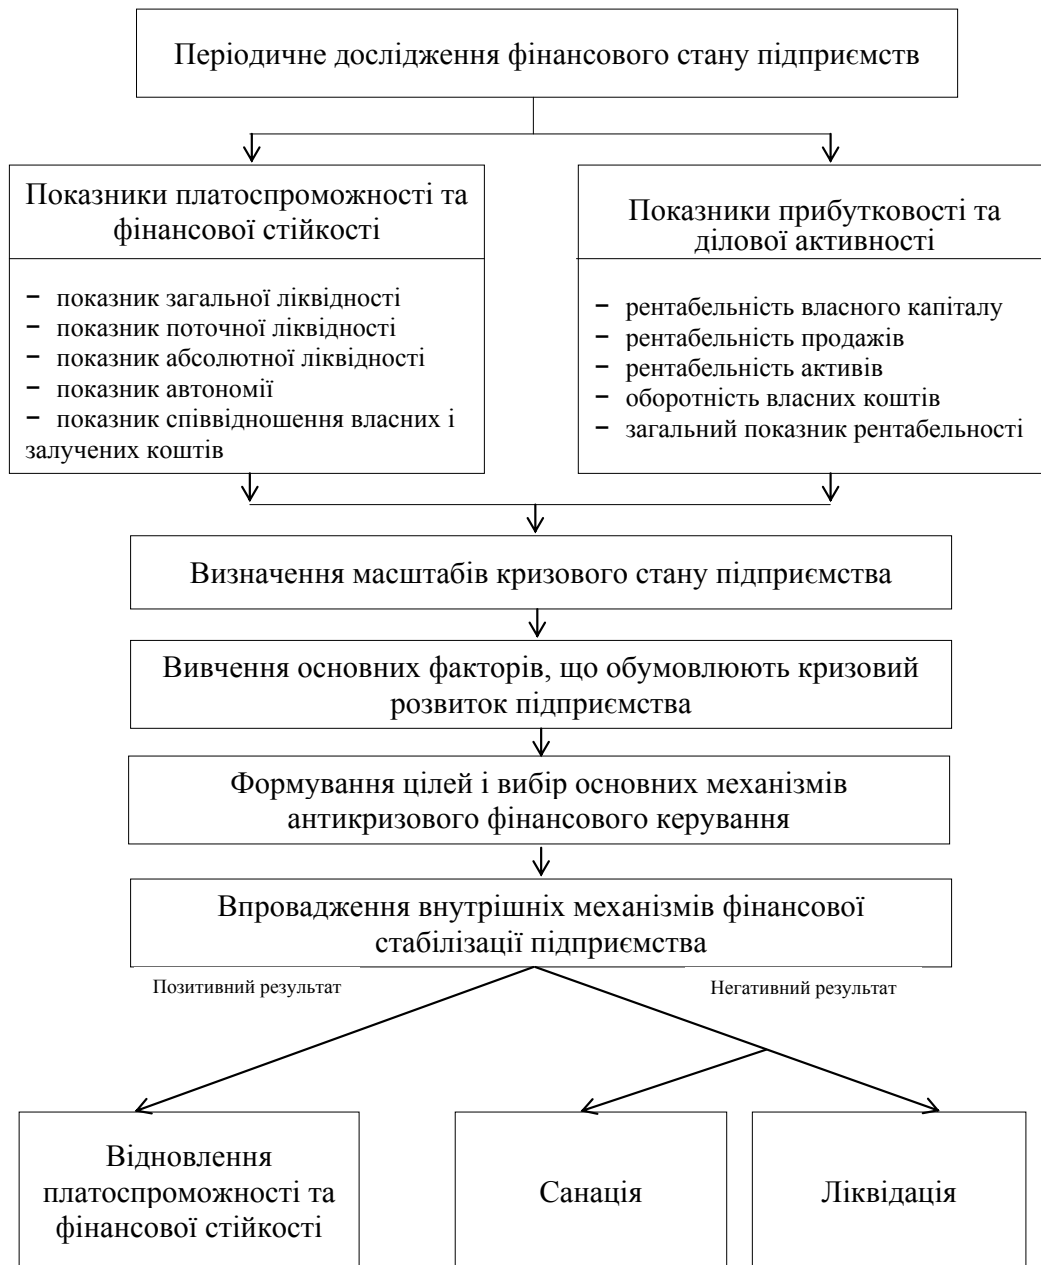 Періодичне дослідження фінансового стану підприємств
Показники платоспроможності та
фінансової стійкості
− показник загальної ліквідності
− показник поточної ліквідності
− показник абсолютної ліквідності
− показник автономії
− показник співвідношення власних і
залучених коштів
Показники прибутковості та
ділової активності
− рентабельність власного капіталу
− рентабельність продажів
− рентабельність активів
− оборотність власних коштів
− загальний показник рентабельності
Визначення масштабів кризового стану підприємства
Вивчення основних факторів, що обумовлюють кризовий
розвиток підприємства
Формування цілей і вибір основних механізмів
антикризового фінансового керування
Впровадження внутрішніх механізмів фінансової
стабілізації підприємства
Позитивний результат
Негативний результат
Відновлення
платоспроможності та
фінансової стійкості
Санація
Ліквідація